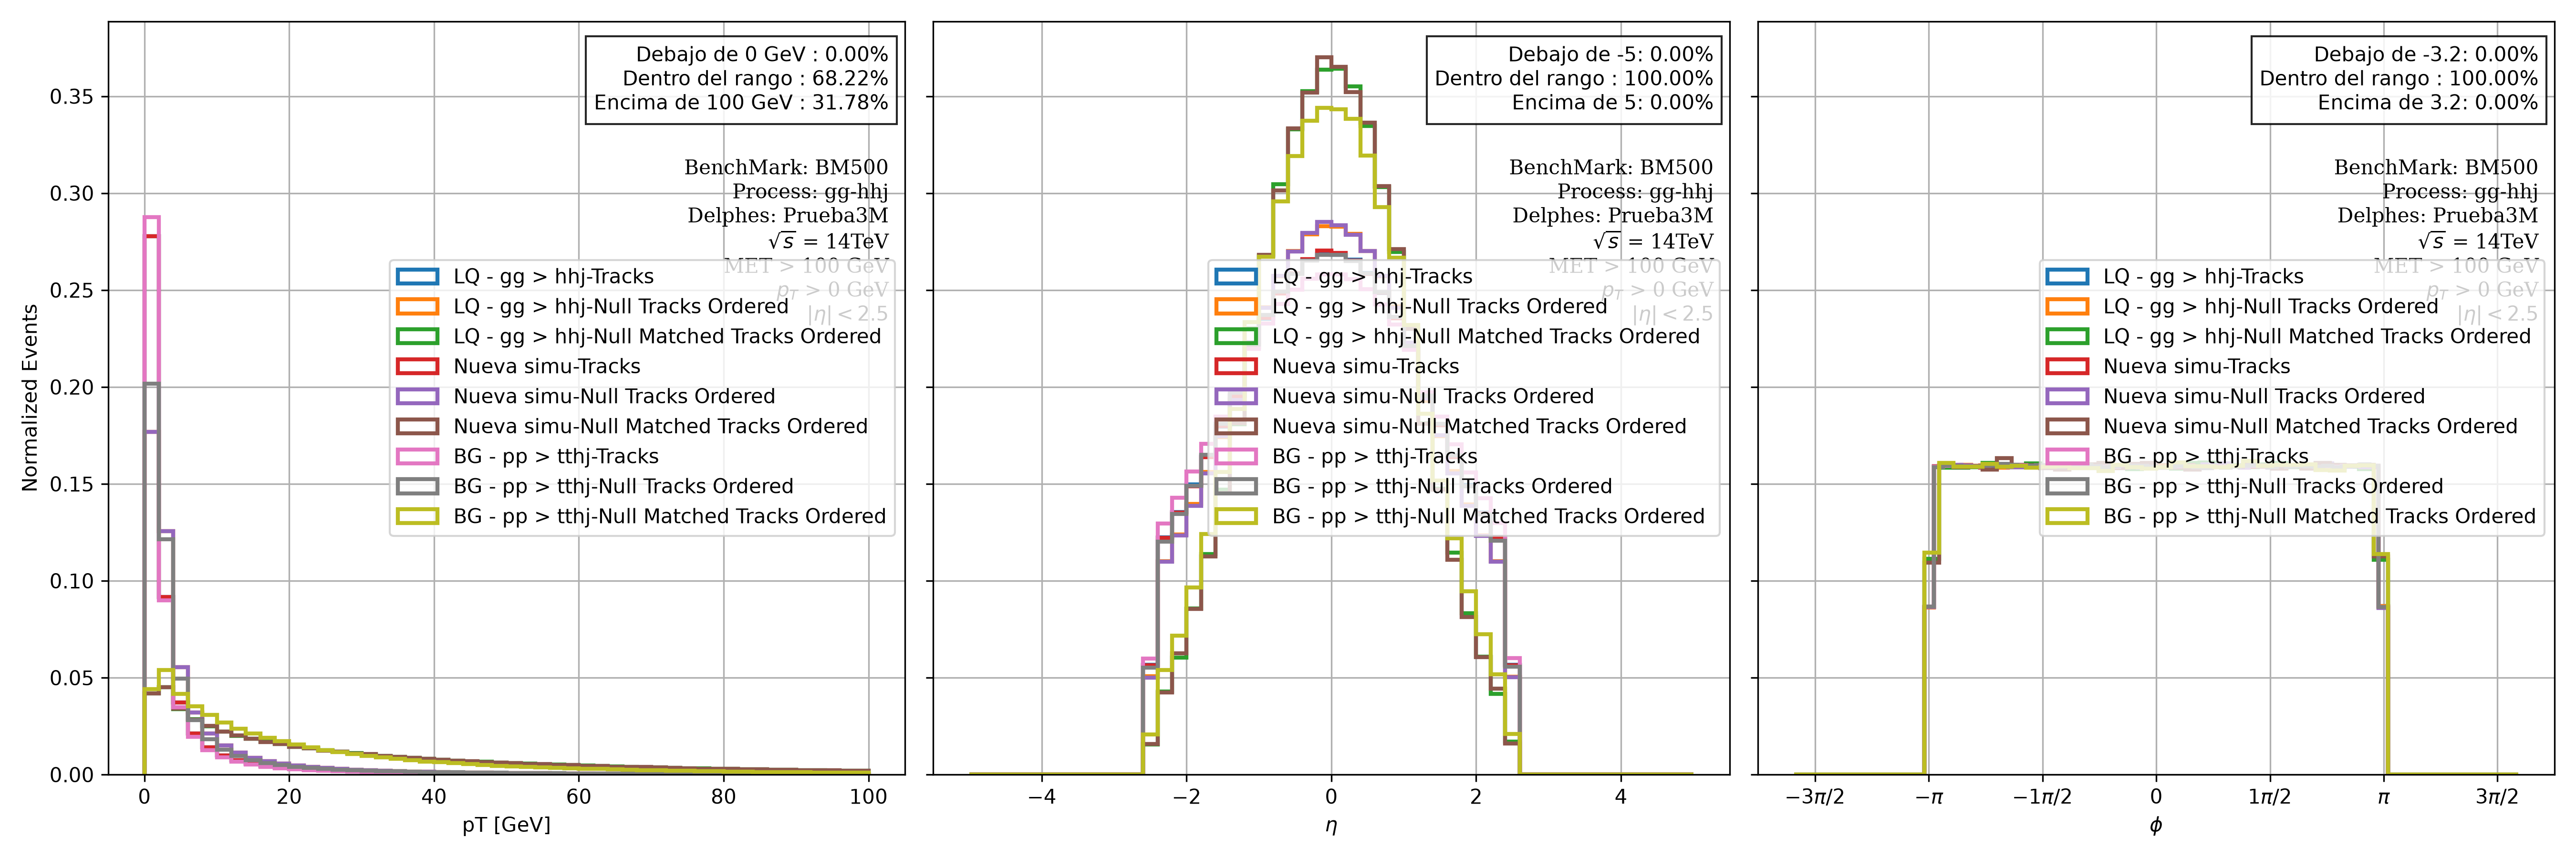 Normalized Events
0.35
0.30
0.25
0.20
0.15
0.10
0.05
0.00
Debajo de 0 GeV : 0.00%
Dentro del rango : 68.22%
Encima de 100 GeV : 31.78%
BenchMark: BM500
Process: gg-hhj
Delphes: Prueba3M
√s = 14TeV
MET > 100 GeV
pT > 0 GeV
|η| < 2.5
LQ - gg > hhj-Tracks
LQ - gg > hhj-Null Tracks Ordered
LQ - gg > hhj-Null Matched Tracks Ordered
Nueva simu-Tracks
Nueva simu-Null Tracks Ordered
Nueva simu-Null Matched Tracks Ordered
BG - pp > tthj-Tracks
BG - pp > tthj-Null Tracks Ordered
BG - pp > tthj-Null Matched Tracks Ordered
0 20 40 60 80 100
pT [GeV]
Debajo de -5: 0.00%
Dentro del rango : 100.00%
Encima de 5: 0.00%
BenchMark: BM500
Process: gg-hhj
Delphes: Prueba3M
√s = 14TeV
MET > 100 GeV
pT > 0 GeV
|η| < 2.5
LQ - gg > hhj-Tracks
LQ - gg > hhj-Null Tracks Ordered
LQ - gg > hhj-Null Matched Tracks Ordered
Nueva simu-Tracks
Nueva simu-Null Tracks Ordered
Nueva simu-Null Matched Tracks Ordered
BG - pp > tthj-Tracks
BG - pp > tthj-Null Tracks Ordered
BG - pp > tthj-Null Matched Tracks Ordered
−4 −2 0 2 4
η
Debajo de -3.2: 0.00%
Dentro del rango : 100.00%
Encima de 3.2: 0.00%
BenchMark: BM500
Process: gg-hhj
Delphes: Prueba3M
√s = 14TeV
MET > 100 GeV
pT > 0 GeV
|η| < 2.5
LQ - gg > hhj-Tracks
LQ - gg > hhj-Null Tracks Ordered
LQ - gg > hhj-Null Matched Tracks Ordered
Nueva simu-Tracks
Nueva simu-Null Tracks Ordered
Nueva simu-Null Matched Tracks Ordered
BG - pp > tthj-Tracks
BG - pp > tthj-Null Tracks Ordered
BG - pp > tthj-Null Matched Tracks Ordered
−3π/2 −π −1π/2 0 1π/2 π 3π/2
ϕ